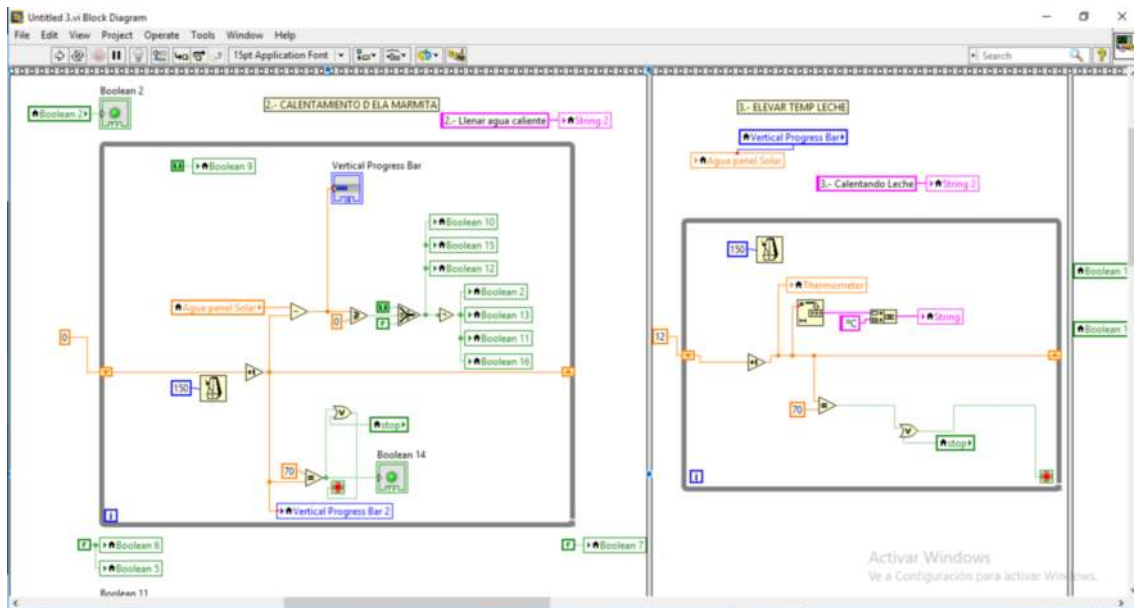 Untitled 3.vi Block Diagram
File Edit View Project Operate Tools Window Help
15pt Application Font
Search
Boolean 2
Boolean 2
2.- CALENTAMIENTO D ELA MARMITA
2.- Llenar agua caliente
String 2
Boolean 9
Vertical Progress Bar
Boolean 10
Boolean 15
Boolean 12
Agua panel Solar
0
T
F
Boolean 2
Boolean 13
Boolean 11
Boolean 16
0
150
stop
Boolean 14
70
Vertical Progress Bar 2
i
F
Boolean 6
Boolean 5
F
Boolean 7
Boolean 11
3.- ELEVAR TEMP LECHE
Vertical Progress Bar
Agua panel Solar
3.- Calentando Leche
String 2
150
Thermometer
°C
String
12
70
stop
i
Boolean 1
Boolean 1
Activar Windows
Ve a Configuración para activar Windows.